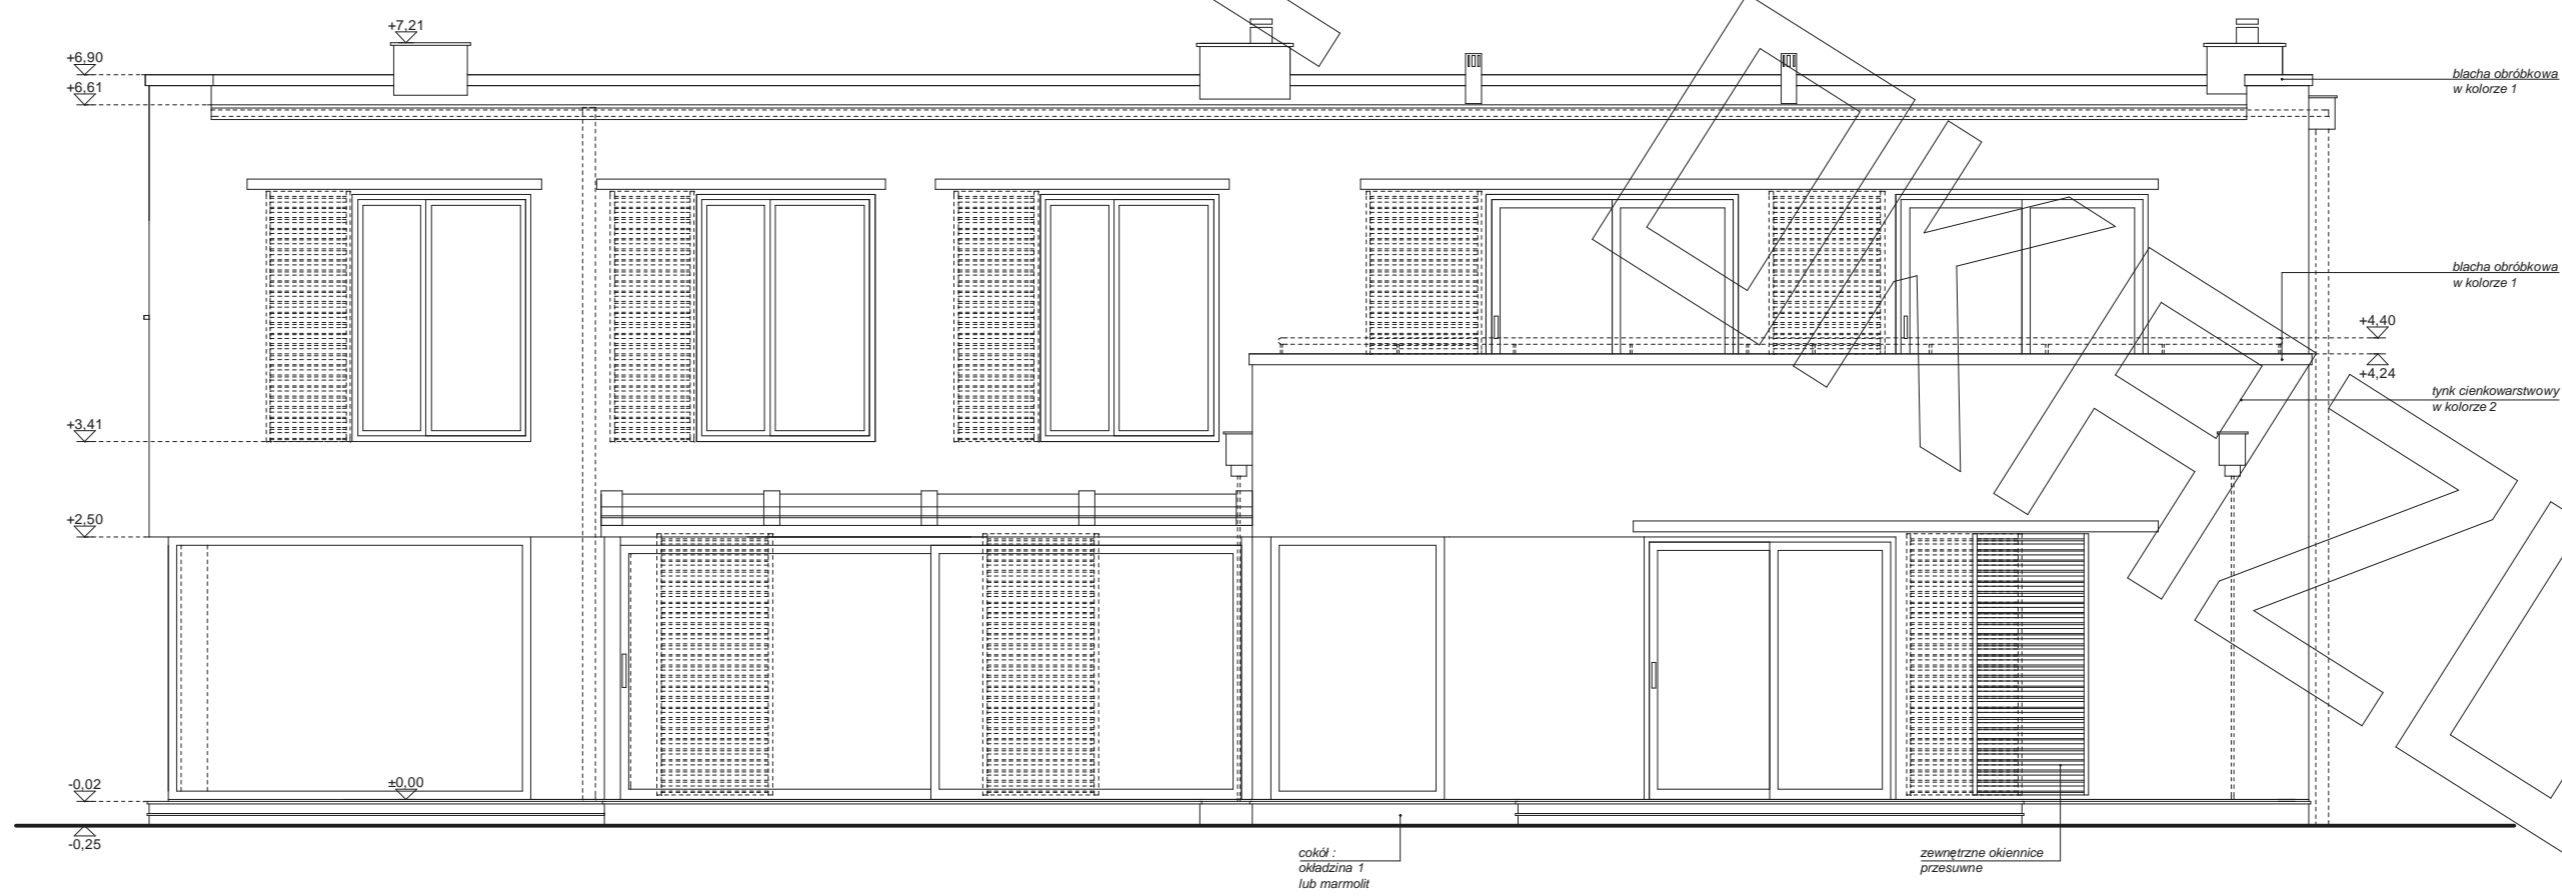 +7,21
+6,90
+6,61
blacha obróbkowa
w kolorze 1
blacha obróbkowa
w kolorze 1
+4,40
+4,24
tynk cienkowarstwowy
w kolorze 2
+3,41
+2,50
-0,02
±0,00
-0,25
cokół :
okładzina 1
lub marmolit
zewnętrzne okiennice
przesuwne